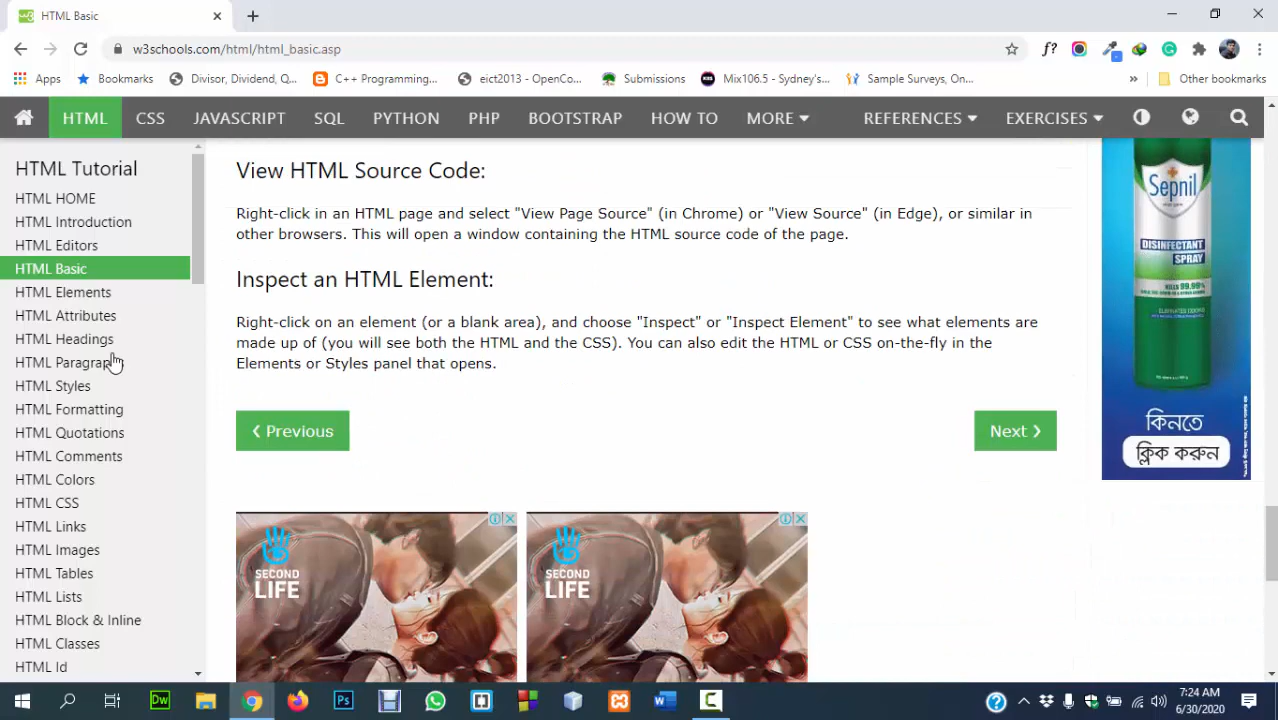 HTML Basic
w3schools.com/html/html_basic.asp
f?
Apps
Bookmarks
Divisor, Dividend, Q...
C++ Programming...
eict2013 - OpenCo...
Submissions
Mix106.5 - Sydney's...
Sample Surveys, On...
»
Other bookmarks
HTML
CSS
JAVASCRIPT
SQL
PYTHON
PHP
BOOTSTRAP
HOW TO
MORE
REFERENCES
EXERCISES
HTML Tutorial
HTML HOME
HTML Introduction
HTML Editors
HTML Basic
HTML Elements
HTML Attributes
HTML Headings
HTML Paragraphs
HTML Styles
HTML Formatting
HTML Quotations
HTML Comments
HTML Colors
HTML CSS
HTML Links
HTML Images
HTML Tables
HTML Lists
HTML Block & Inline
HTML Classes
HTML Id
View HTML Source Code:
Right-click in an HTML page and select "View Page Source" (in Chrome) or "View Source" (in Edge), or similar in
other browsers. This will open a window containing the HTML source code of the page.
Inspect an HTML Element:
Right-click on an element (or a blank area), and choose "Inspect" or "Inspect Element" to see what elements are
made up of (you will see both the HTML and the CSS). You can also edit the HTML or CSS on-the-fly in the
Elements or Styles panel that opens.
❮ Previous
Next ❯
SECOND
LIFE
SECOND
LIFE
Sepnil
DISINFECTANT
SPRAY
KILLS 99.99%
কিনতে
ক্লিক করুন
Dw
Ps
7:24 AM
6/30/2020